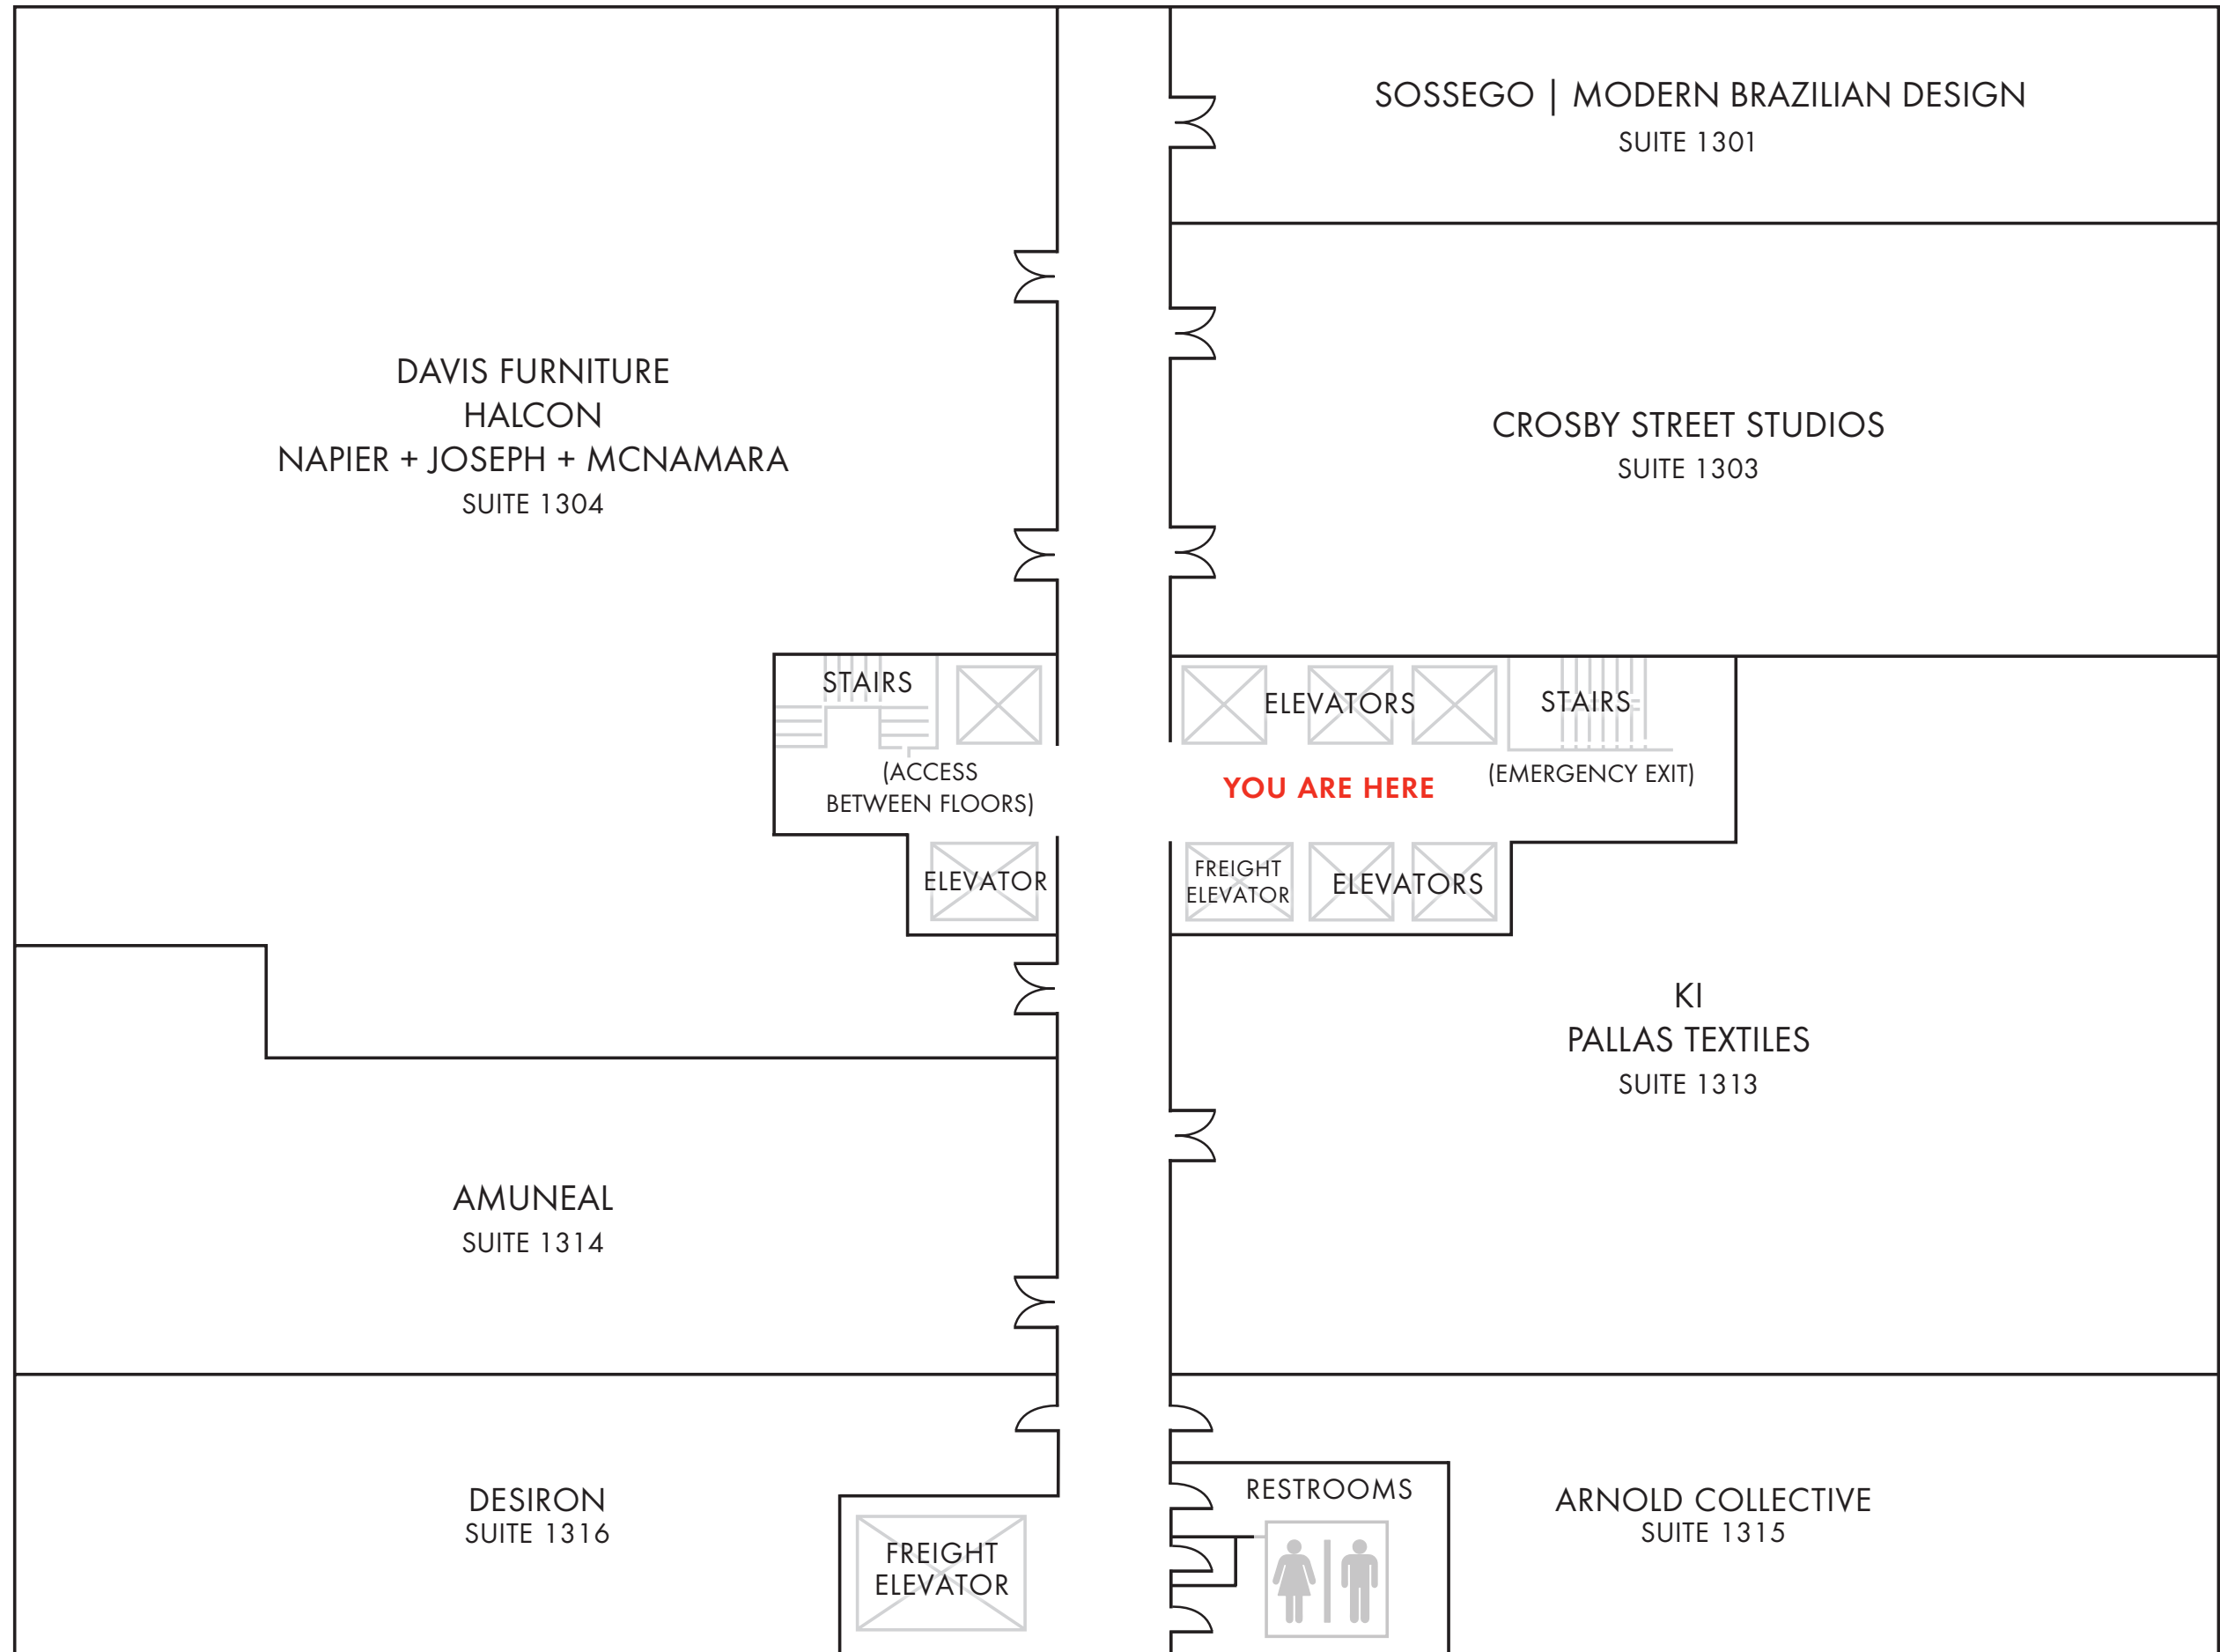 SOSSEGO | MODERN BRAZILIAN DESIGN
SUITE 1301
DAVIS FURNITURE
HALCON
NAPIER + JOSEPH + MCNAMARA
SUITE 1304
CROSBY STREET STUDIOS
SUITE 1303
STAIRS
(ACCESS
BETWEEN FLOORS)
ELEVATOR
ELEVATORS
STAIRS
(EMERGENCY EXIT)
YOU ARE HERE
FREIGHT
ELEVATOR
ELEVATORS
KI
PALLAS TEXTILES
SUITE 1313
AMUNEAL
SUITE 1314
DESIRON
SUITE 1316
FREIGHT
ELEVATOR
RESTROOMS
ARNOLD COLLECTIVE
SUITE 1315